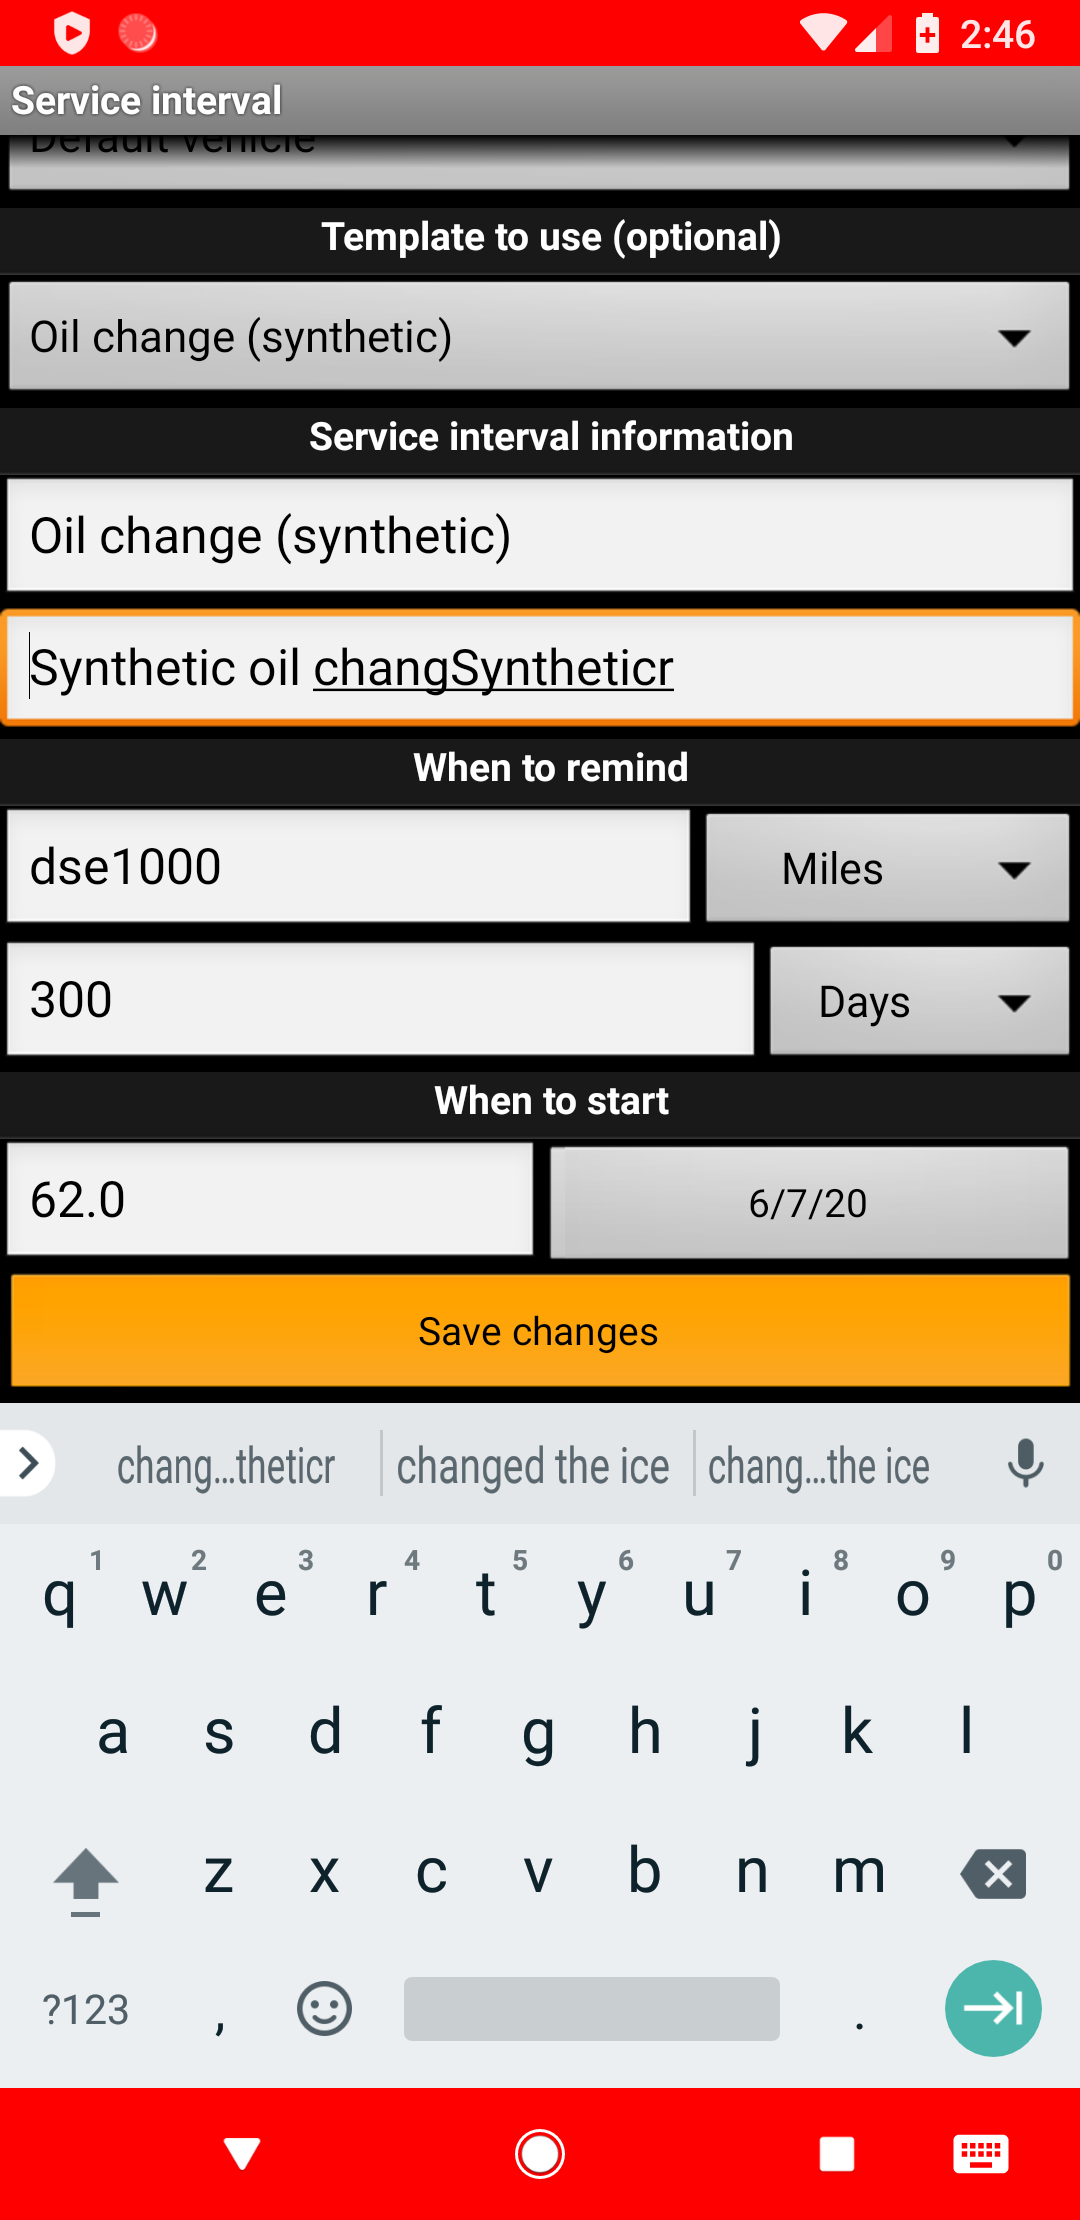 2:46
Service interval
Default vehicle
Template to use (optional)
Oil change (synthetic)
Service interval information
Oil change (synthetic)
Synthetic oil changSyntheticr
When to remind
dse1000 Miles
300 Days
When to start
62.0 6/7/20
Save changes
chang...theticr changed the ice chang...the ice
1 2 3 4 5 6 7 8 9 0
q w e r t y u i o p
a s d f g h j k l
z x c v b n m
?123 , .